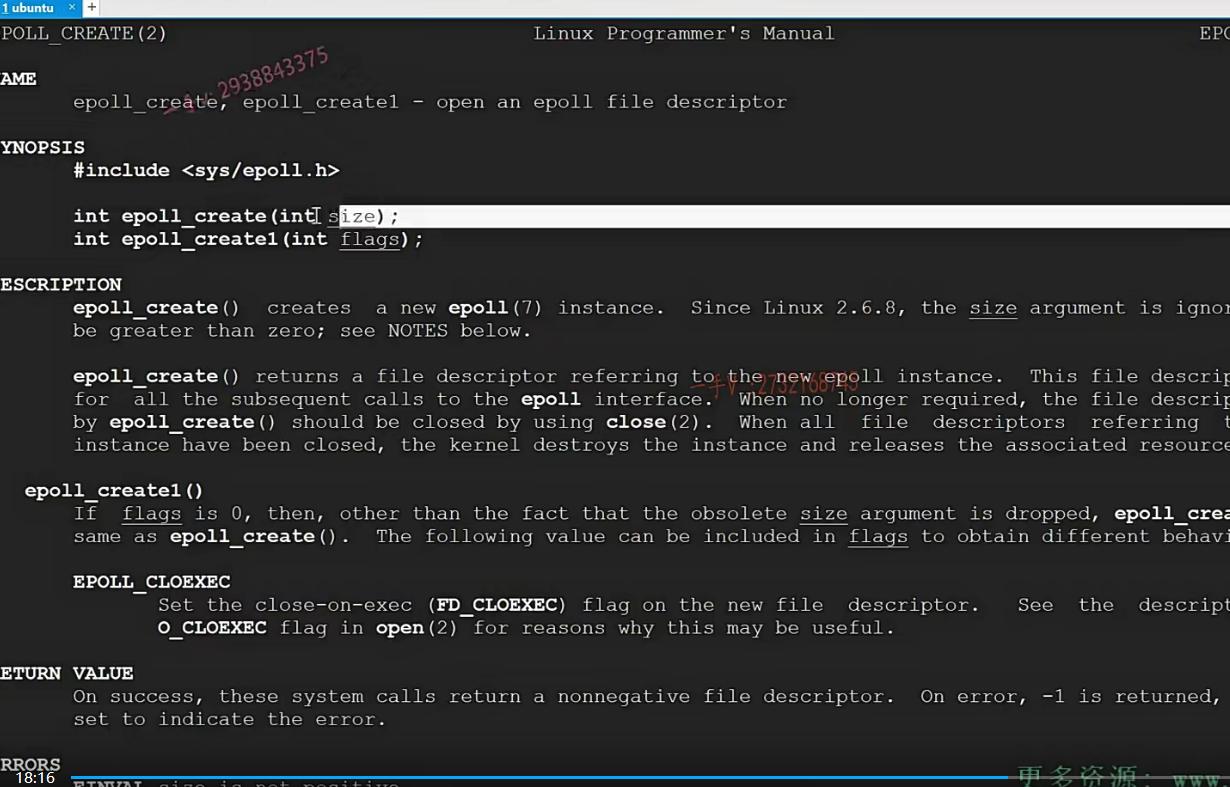 1 ubuntu × +
POLL_CREATE(2) Linux Programmer's Manual EPO
AME
一手V: 2938843375
epoll_create, epoll_create1 - open an epoll file descriptor
YNOPSIS
#include <sys/epoll.h>
int epoll_create(int size);
int epoll_create1(int flags);
ESCRIPTION
epoll_create() creates a new epoll(7) instance. Since Linux 2.6.8, the size argument is ignor
be greater than zero; see NOTES below.
epoll_create() returns a file descriptor referring to the new epoll instance. This file descrip
for all the subsequent calls to the epoll interface. When no longer required, the file descrip
by epoll_create() should be closed by using close(2). When all file descriptors referring t
instance have been closed, the kernel destroys the instance and releases the associated resource
epoll_create1()
If flags is 0, then, other than the fact that the obsolete size argument is dropped, epoll_crea
same as epoll_create(). The following value can be included in flags to obtain different behavi
EPOLL_CLOEXEC
Set the close-on-exec (FD_CLOEXEC) flag on the new file descriptor. See the descript
O_CLOEXEC flag in open(2) for reasons why this may be useful.
ETURN VALUE
On success, these system calls return a nonnegative file descriptor. On error, -1 is returned,
set to indicate the error.
RRORS
18:16
更多资源: www.
EINVAL size is not positive